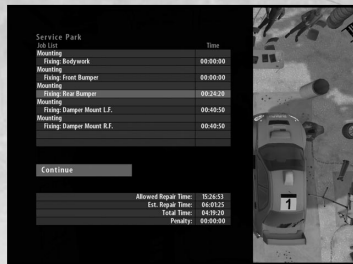 Service Park
Job List Time
Mounting
Fixing: Bodywork 00:00:00
Mounting
Fixing: Front Bumper 00:00:00
Mounting
Fixing: Rear Bumper 00:24:20
Mounting
Fixing: Damper Mount L.F. 00:40:50
Mounting
Fixing: Damper Mount R.F. 00:40:50
Continue
Allowed Repair Time: 15:26:53
Est. Repair Time: 06:01:25
Total Time: 04:19:20
Penalty: 00:00:00
1